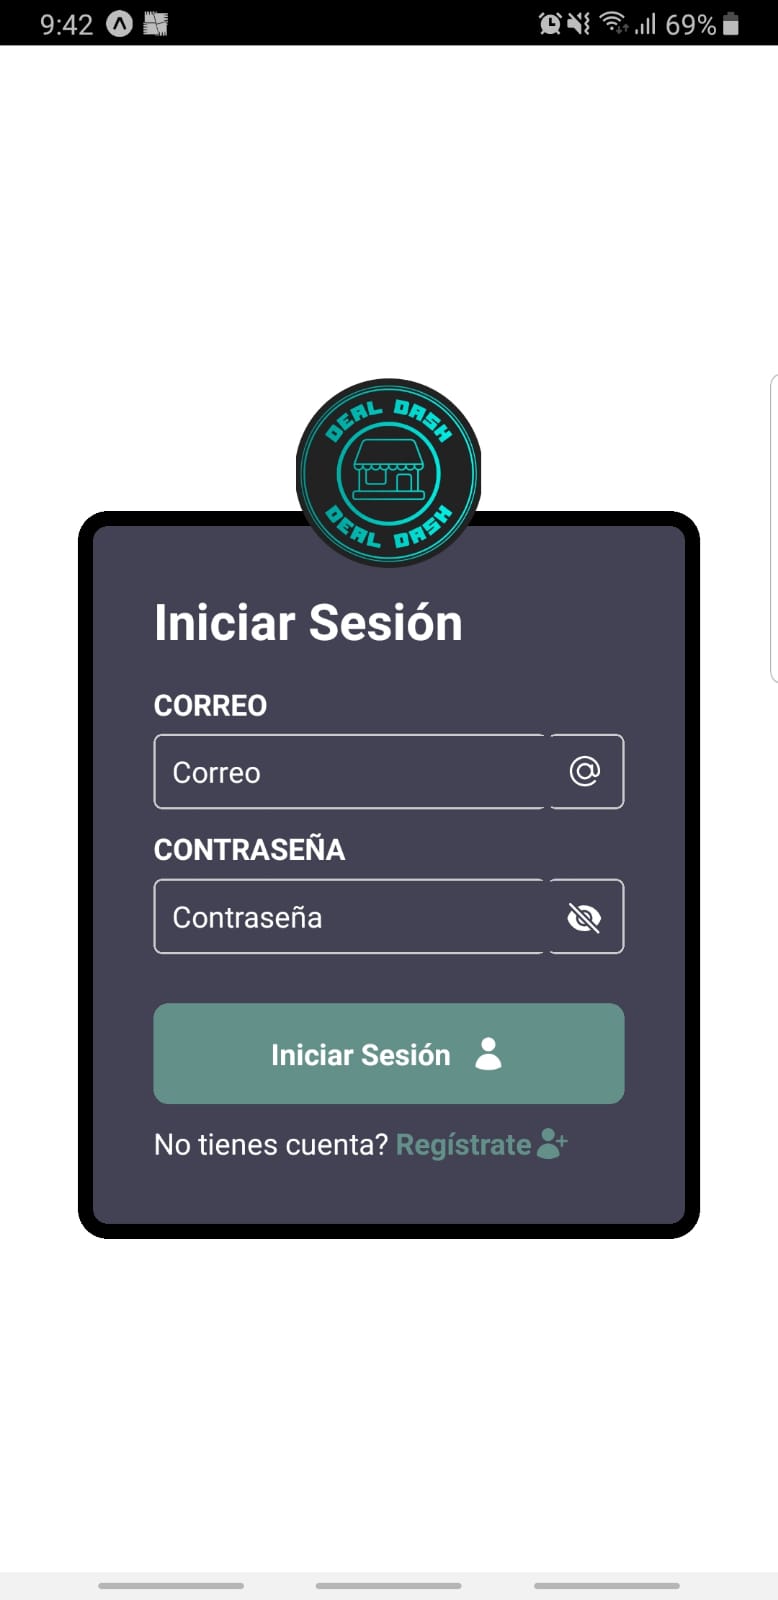 9:42 69%
DEAL DASH
DEAL DASH
Iniciar Sesión
CORREO
Correo
CONTRASEÑA
Contraseña
Iniciar Sesión
No tienes cuenta? Regístrate